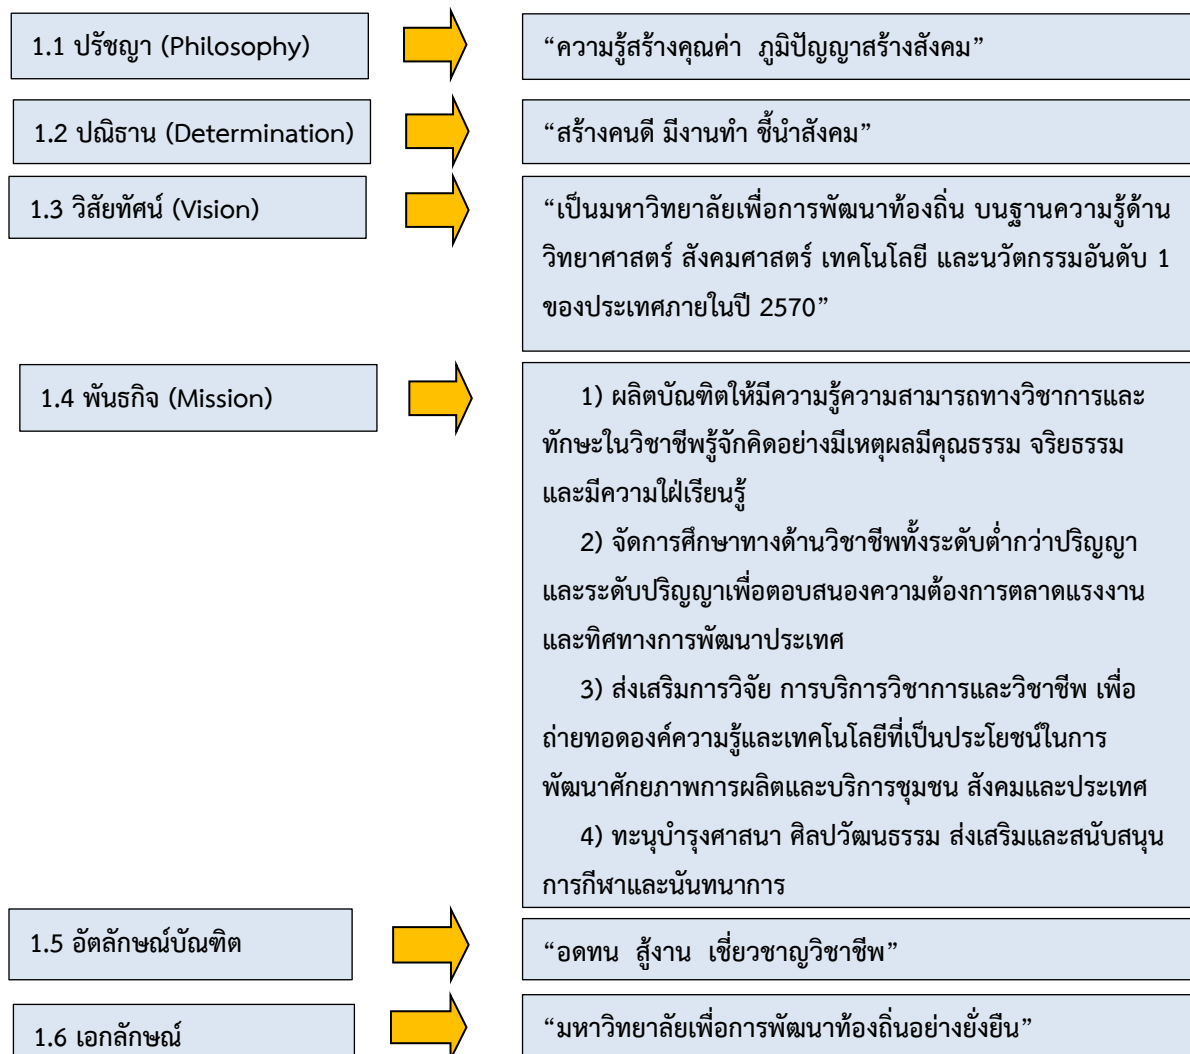 1.1 ปรัชญา (Philosophy)
“ความรู้สร้างคุณค่า ภูมิปัญญาสร้างสังคม”
1.2 ปณิธาน (Determination)
“สร้างคนดี มีงานทำ ชี้นำสังคม”
1.3 วิสัยทัศน์ (Vision)
“เป็นมหาวิทยาลัยเพื่อการพัฒนาท้องถิ่น บนฐานความรู้ด้าน
วิทยาศาสตร์ สังคมศาสตร์ เทคโนโลยี และนวัตกรรมอันดับ 1
ของประเทศภายในปี 2570”
1.4 พันธกิจ (Mission)
1) ผลิตบัณฑิตให้มีความรู้ความสามารถทางวิชาการและ
ทักษะในวิชาชีพรู้จักคิดอย่างมีเหตุผลมีคุณธรรม จริยธรรม
และมีความใฝ่เรียนรู้
2) จัดการศึกษาทางด้านวิชาชีพทั้งระดับต่ำกว่าปริญญา
และระดับปริญญาเพื่อตอบสนองความต้องการตลาดแรงงาน
และทิศทางการพัฒนาประเทศ
3) ส่งเสริมการวิจัย การบริการวิชาการและวิชาชีพ เพื่อ
ถ่ายทอดองค์ความรู้และเทคโนโลยีที่เป็นประโยชน์ในการ
พัฒนาศักยภาพการผลิตและบริการชุมชน สังคมและประเทศ
4) ทะนุบำรุงศาสนา ศิลปวัฒนธรรม ส่งเสริมและสนับสนุน
การกีฬาและนันทนาการ
1.5 อัตลักษณ์บัณฑิต
“อดทน สู้งาน เชี่ยวชาญวิชาชีพ”
1.6 เอกลักษณ์
“มหาวิทยาลัยเพื่อการพัฒนาท้องถิ่นอย่างยั่งยืน”